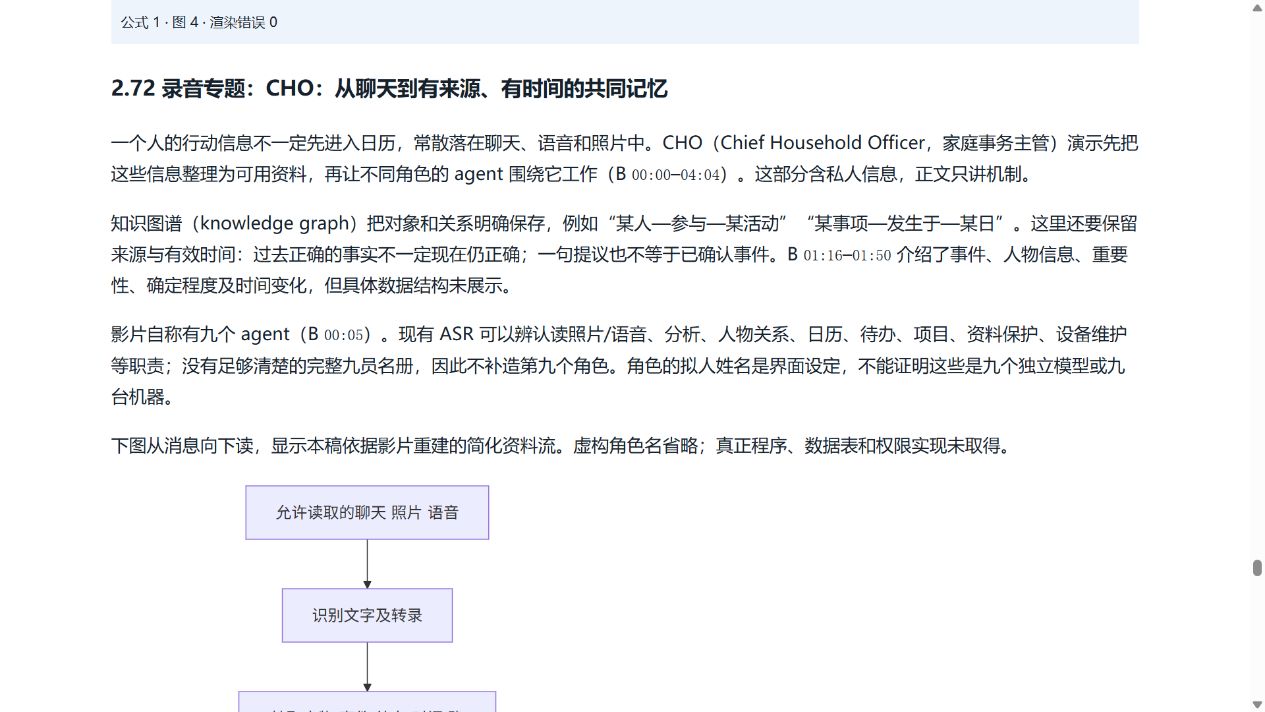 公式 1 · 图 4 · 渲染错误 0
2.72 录音专题：CHO：从聊天到有来源、有时间的共同记忆
一个人的行动信息不一定先进入日历，常散落在聊天、语音和照片中。CHO（Chief Household Officer，家庭事务主管）演示先把
这些信息整理为可用资料，再让不同角色的 agent 围绕它工作（B 00:00—04:04）。这部分含私人信息，正文只讲机制。
知识图谱（knowledge graph）把对象和关系明确保存，例如“某人—参与—某活动”“某事项—发生于—某日”。这里还要保留
来源与有效时间：过去正确的事实不一定现在仍正确；一句提议也不等于已确认事件。B 01:16—01:50 介绍了事件、人物信息、重要
性、确定程度及时间变化，但具体数据结构未展示。
影片自称有九个 agent（B 00:05）。现有 ASR 可以辨认读照片/语音、分析、人物关系、日历、待办、项目、资料保护、设备维护
等职责；没有足够清楚的完整九员名册，因此不补造第九个角色。角色的拟人姓名是界面设定，不能证明这些是九个独立模型或九
台机器。
下图从消息向下读，显示本稿依据影片重建的简化资料流。虚构角色名省略；真正程序、数据表和权限实现未取得。
允许读取的聊天 照片 语音
识别文字及转录